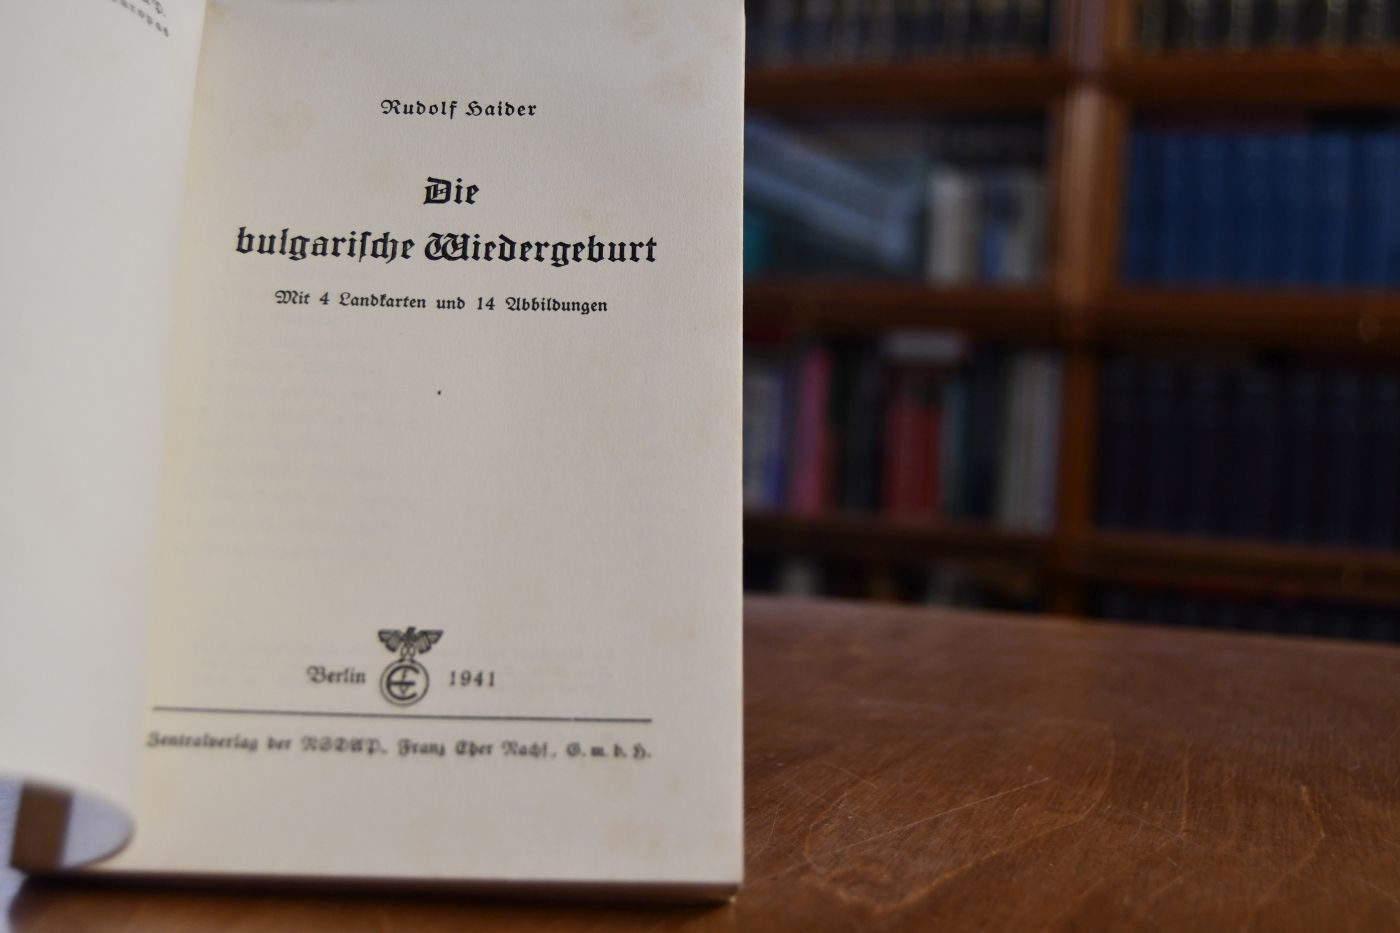 Rudolf Haider
Die
bulgarische Wiedergeburt
Mit 4 Landkarten und 14 Abbildungen
Berlin 1941
Zentralverlag der NSDAP., Franz Eher Nachf., G.m.b.H.